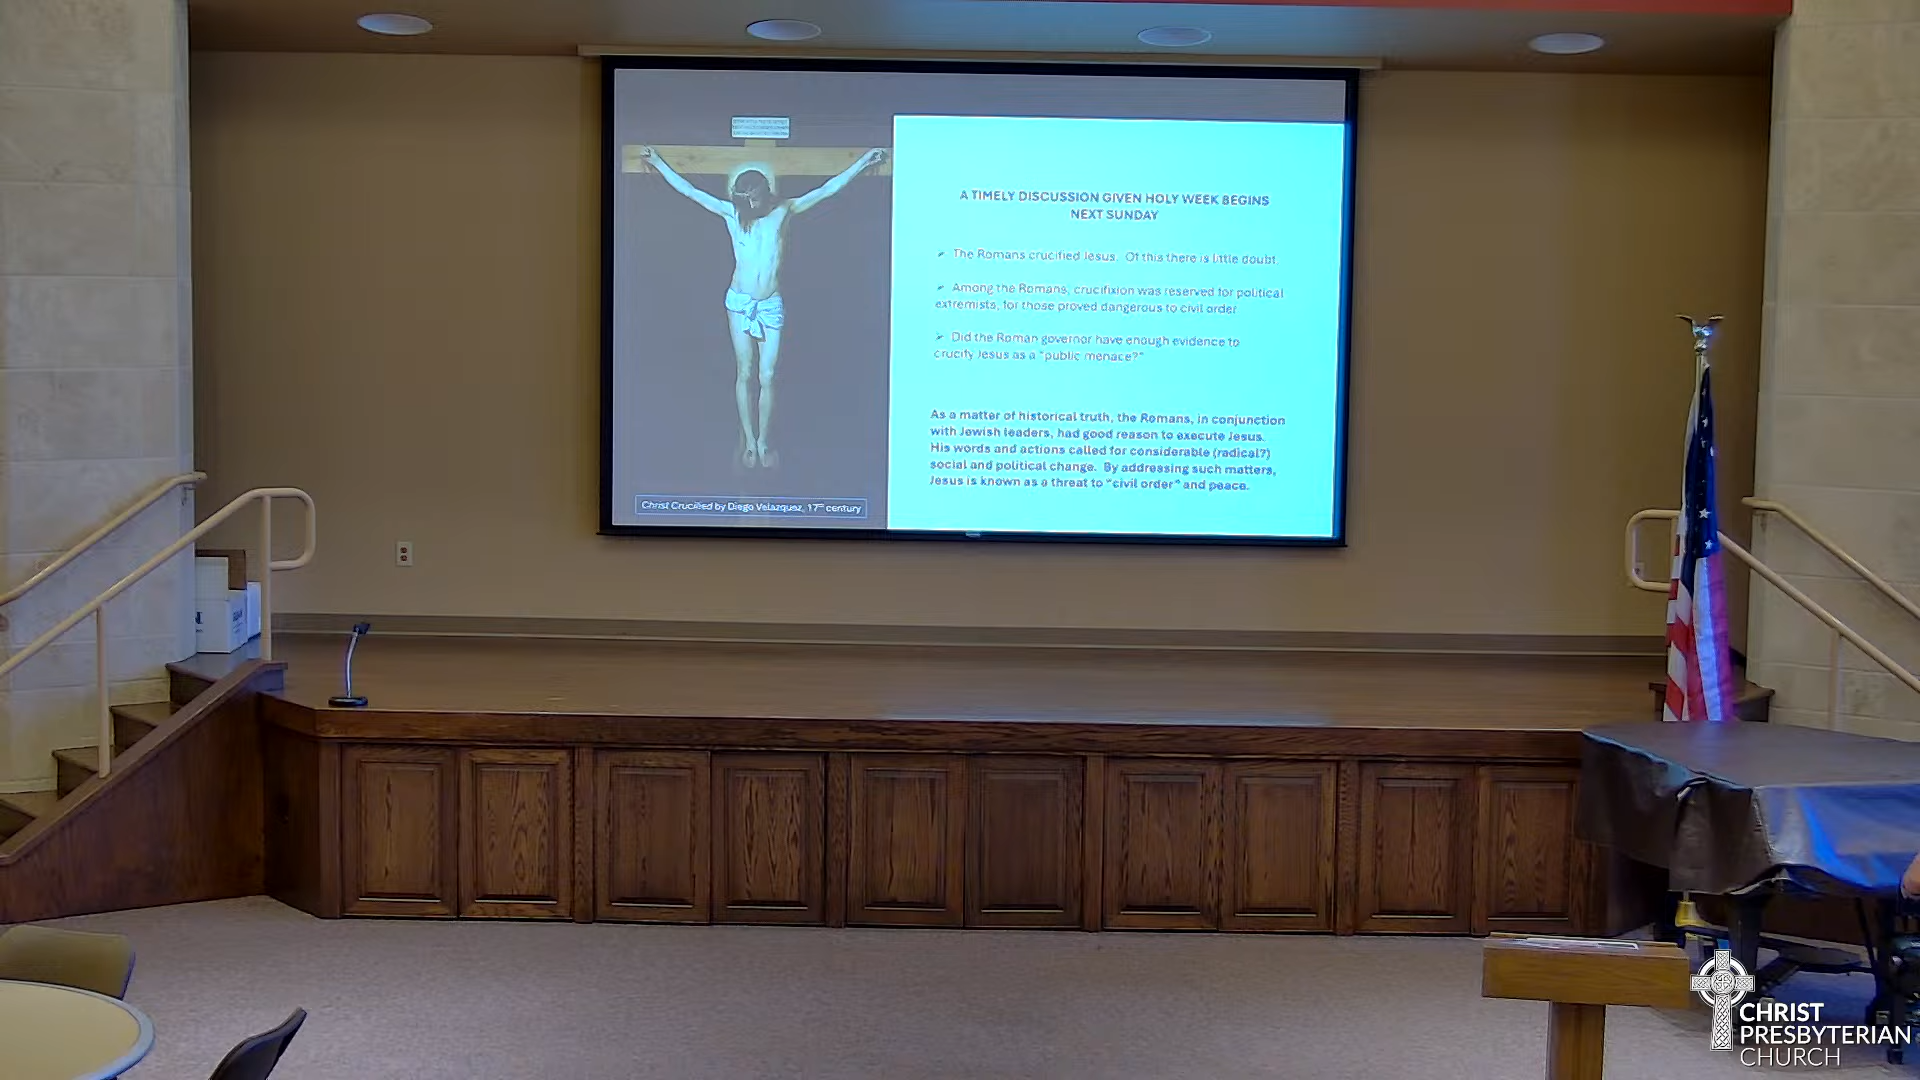 A TIMELY DISCUSSION GIVEN HOLY WEEK BEGINS
NEXT SUNDAY
➢ The Romans crucified Jesus. Of this there is little doubt
➢ Among the Romans, crucifixion was reserved for political
extremists, for those proved dangerous to civil order
➢ Did the Roman governor have enough evidence to
crucify Jesus as a "public menace?"
As a matter of historical truth, the Romans, in conjunction
with Jewish leaders, had good reason to execute Jesus.
His words and actions called for considerable (radical?)
social and political change. By addressing such matters,
Jesus is known as a threat to "civil order" and peace.
Christ Crucified by Diego Velazquez, 17th century
CHRIST
PRESBYTERIAN
CHURCH